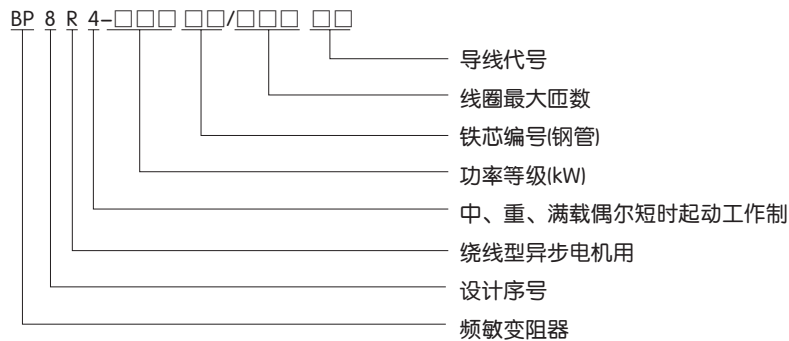 BP 8 R 4-□□□ □□/□□□ □□
导线代号
线圈最大匝数
铁芯编号(钢管)
功率等级(kW)
中、重、满载偶尔短时起动工作制
绕线型异步电机用
设计序号
频敏变阻器